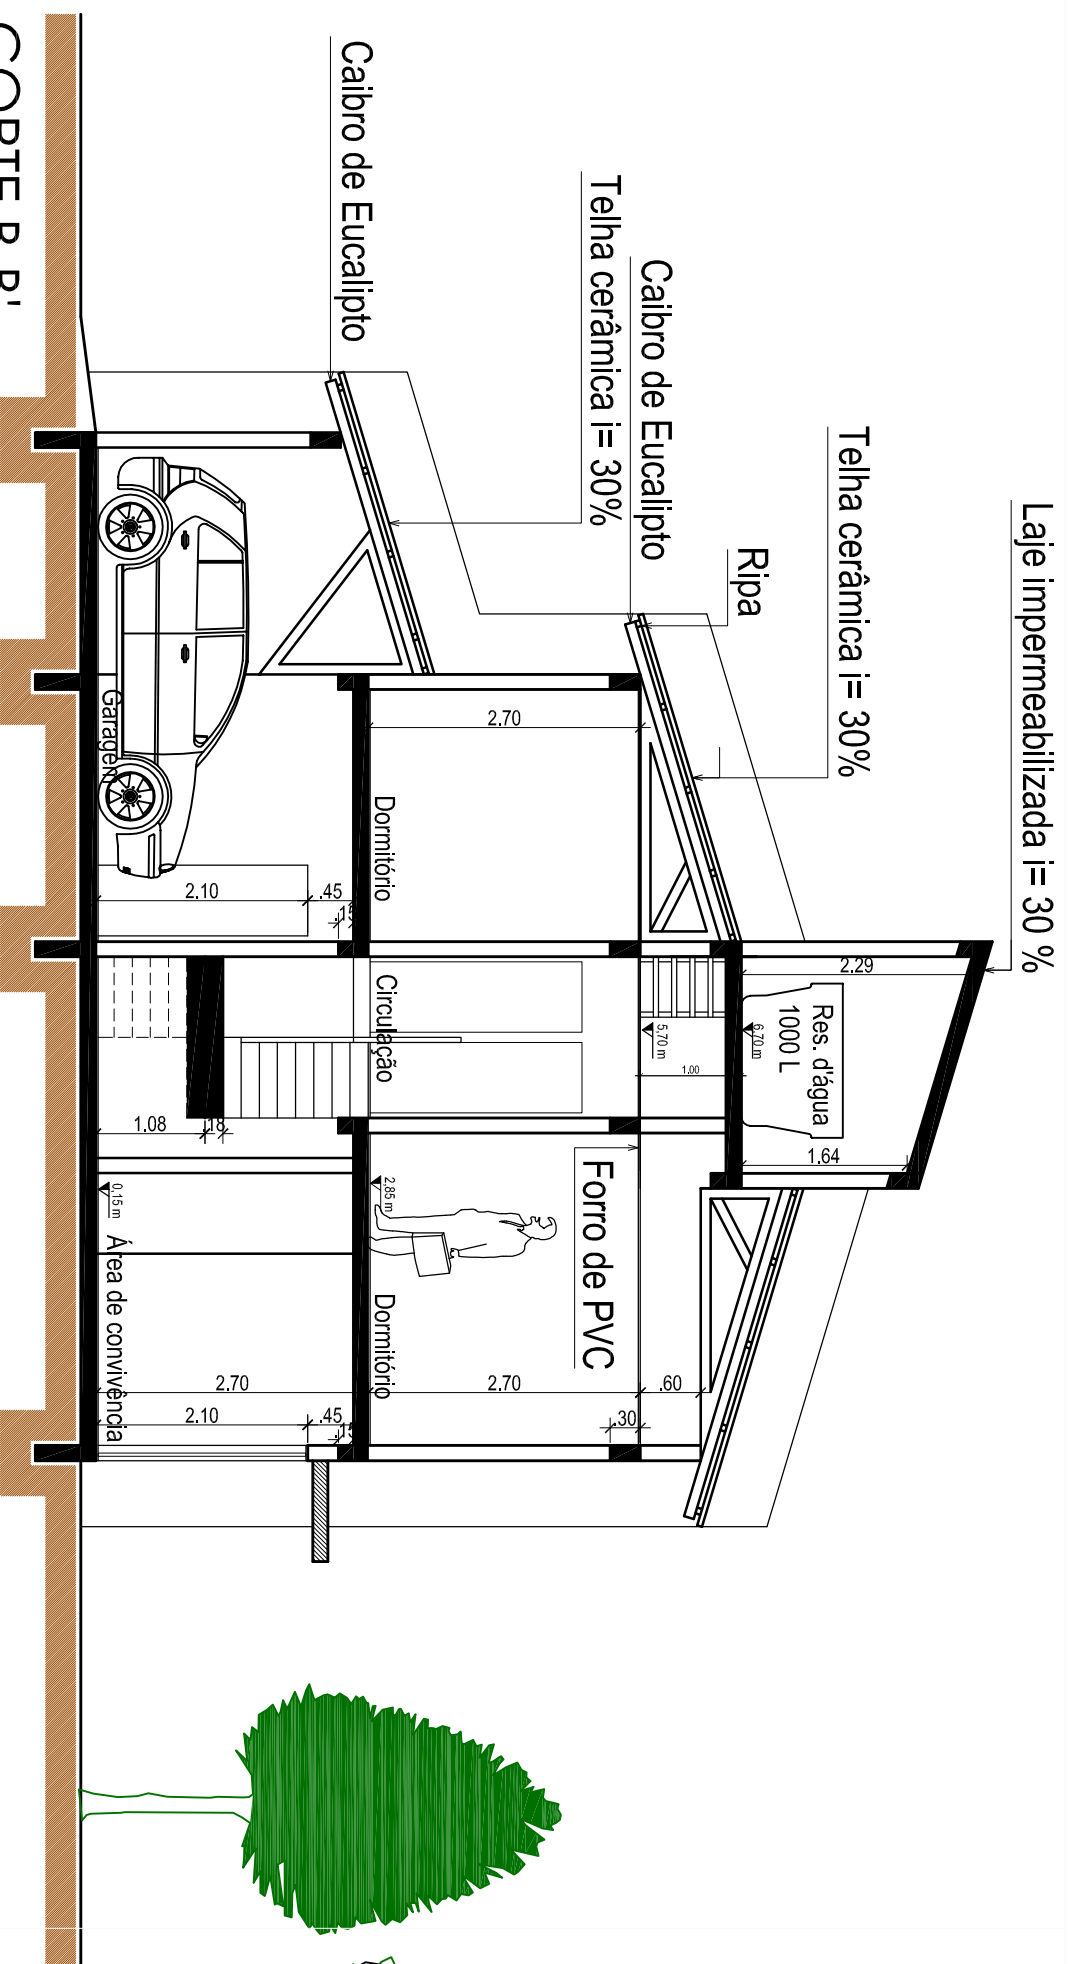 Laje impermeabilizada i= 30 %
Telha cerâmica i= 30%
Ripa
Caibro de Eucalipto
Telha cerâmica i= 30%
Caibro de Eucalipto
2.29
Res. d'água
1000 L
6,70 m
1.64
5,70 m
1.00
2.70
Dormitório
Circulação
Forro de PVC
2,85 m
Dormitório
2.70
.60
.30
Garagem
2.10
.45
.15
1.08
.18
0,15 m
Área de convivência
2.70
2.10
.45
.15
CORTE B-B'